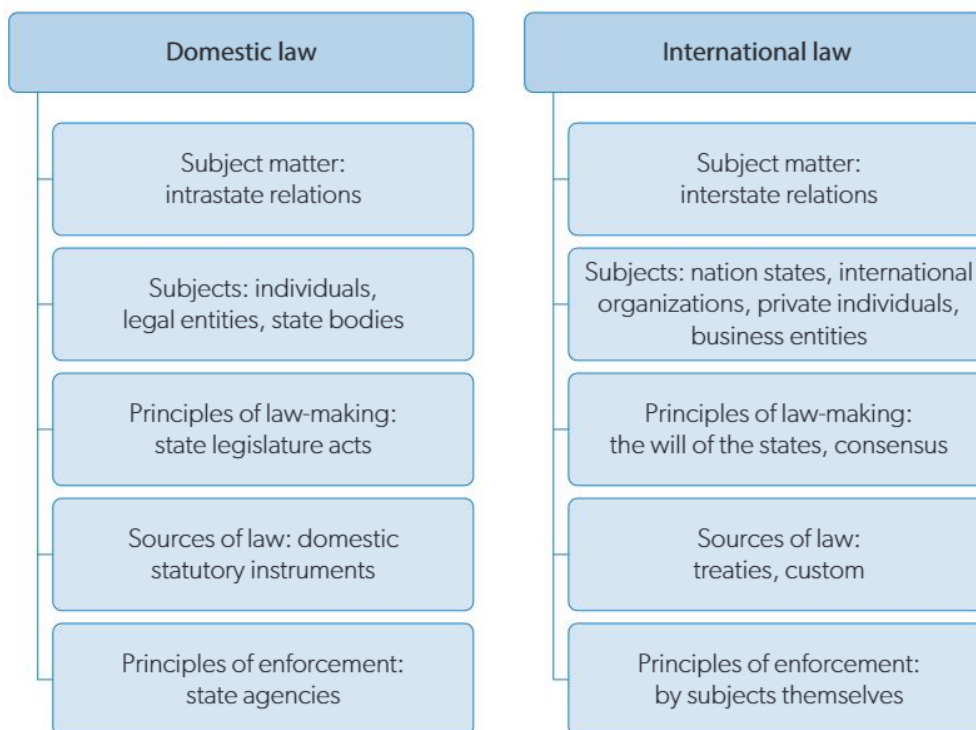 Domestic law
Subject matter:
intrastate relations
Subjects: individuals,
legal entities, state bodies
Principles of law-making:
state legislature acts
Sources of law: domestic
statutory instruments
Principles of enforcement:
state agencies
International law
Subject matter:
interstate relations
Subjects: nation states, international
organizations, private individuals,
business entities
Principles of law-making:
the will of the states, consensus
Sources of law:
treaties, custom
Principles of enforcement:
by subjects themselves